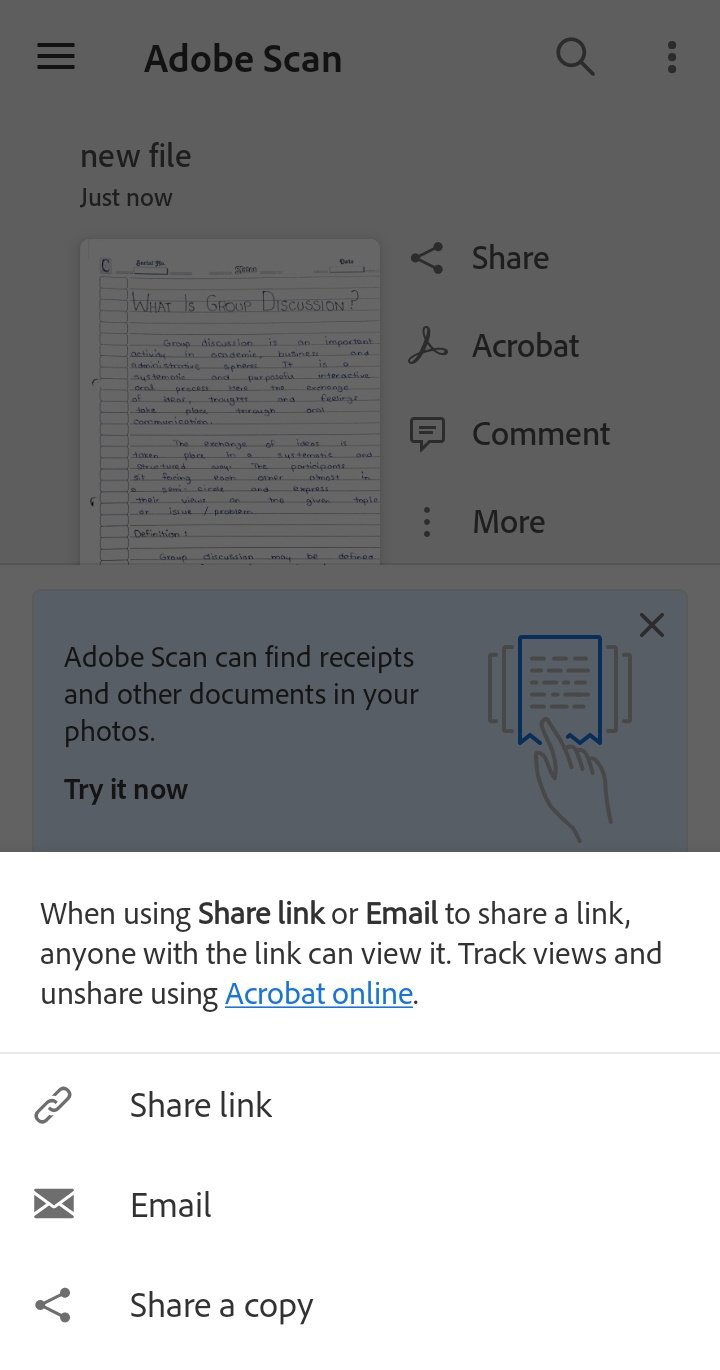 Adobe Scan
new file
Just now
Share
Acrobat
Comment
More
Serial No.
Name
Date
WHAT IS GROUP DISCUSSION?
Group discussion is an important
activity in academic, business and
administrative spheres. It is a
systematic and purposeful interactive
oral process. Here the exchange
of ideas, thoughts and feelings
take place through oral
communication.
The exchange of ideas is
taken place in a systematic and
structured way. The participants
sit facing each other almost in
a semi-circle and express
their views on the given topic
or issue / problem.
Definition :
Group discussion may be defined
Adobe Scan can find receipts
and other documents in your
photos.
Try it now
When using Share link or Email to share a link,
anyone with the link can view it. Track views and
unshare using Acrobat online.
Share link
Email
Share a copy